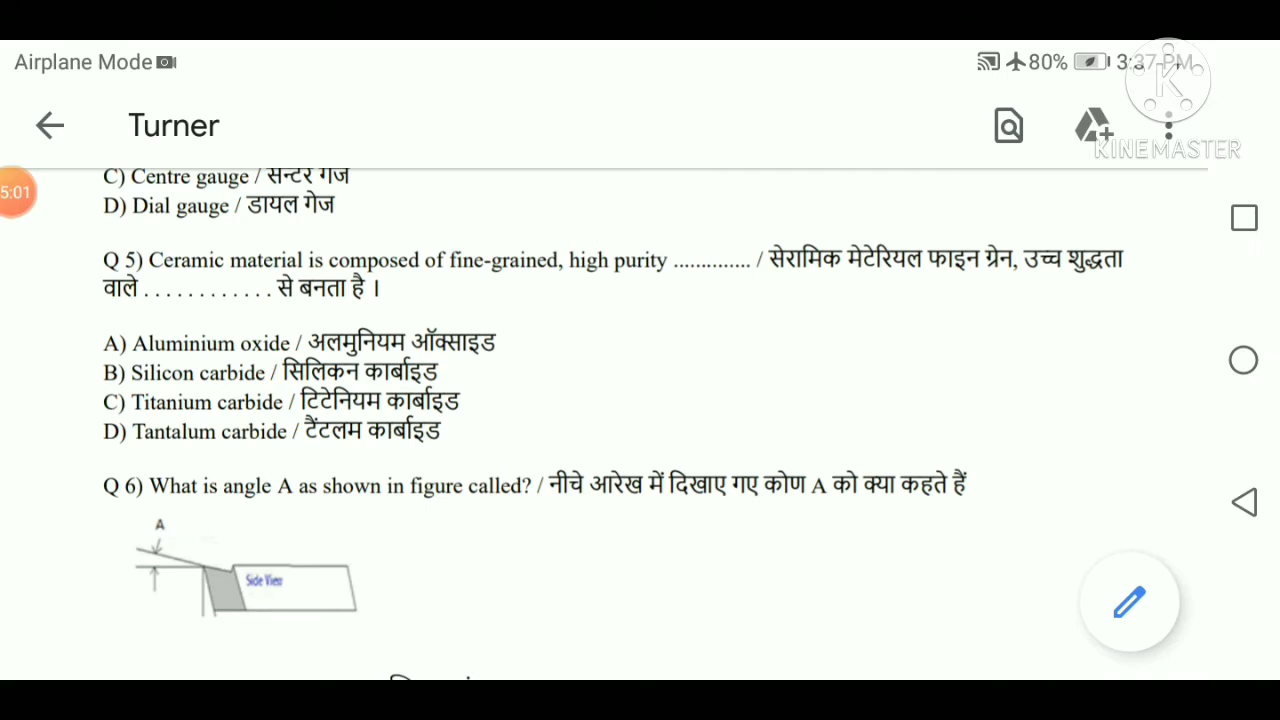 Airplane Mode
80% 3:37 PM
Turner
KINEMASTER
5:01
C) Centre gauge / सेन्टर गेज
D) Dial gauge / डायल गेज
Q 5) Ceramic material is composed of fine-grained, high purity .............. / सेरामिक मेटेरियल फाइन ग्रेन, उच्च शुद्धता
वाले . . . . . . . . . . . . से बनता है ।
A) Aluminium oxide / अलमुनियम ऑक्साइड
B) Silicon carbide / सिलिकन कार्बाइड
C) Titanium carbide / टिटेनियम कार्बाइड
D) Tantalum carbide / टैंटलम कार्बाइड
Q 6) What is angle A as shown in figure called? / नीचे आरेख में दिखाए गए कोण A को क्या कहते हैं
A
Side View